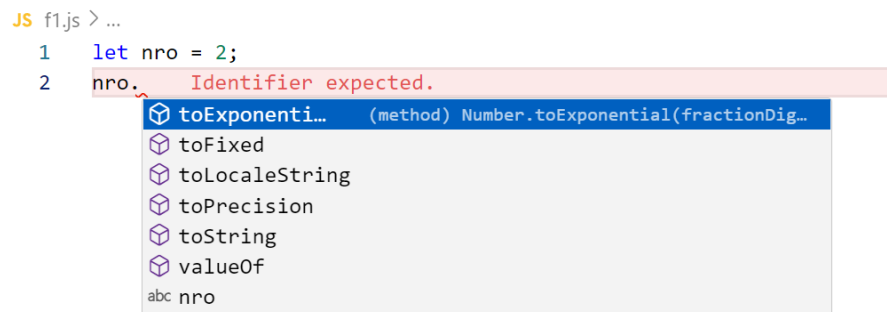 JS f1.js > ...
1 let nro = 2;
2 nro. Identifier expected.
toExponenti… (method) Number.toExponential(fractionDig…
toFixed
toLocaleString
toPrecision
toString
valueOf
abc nro